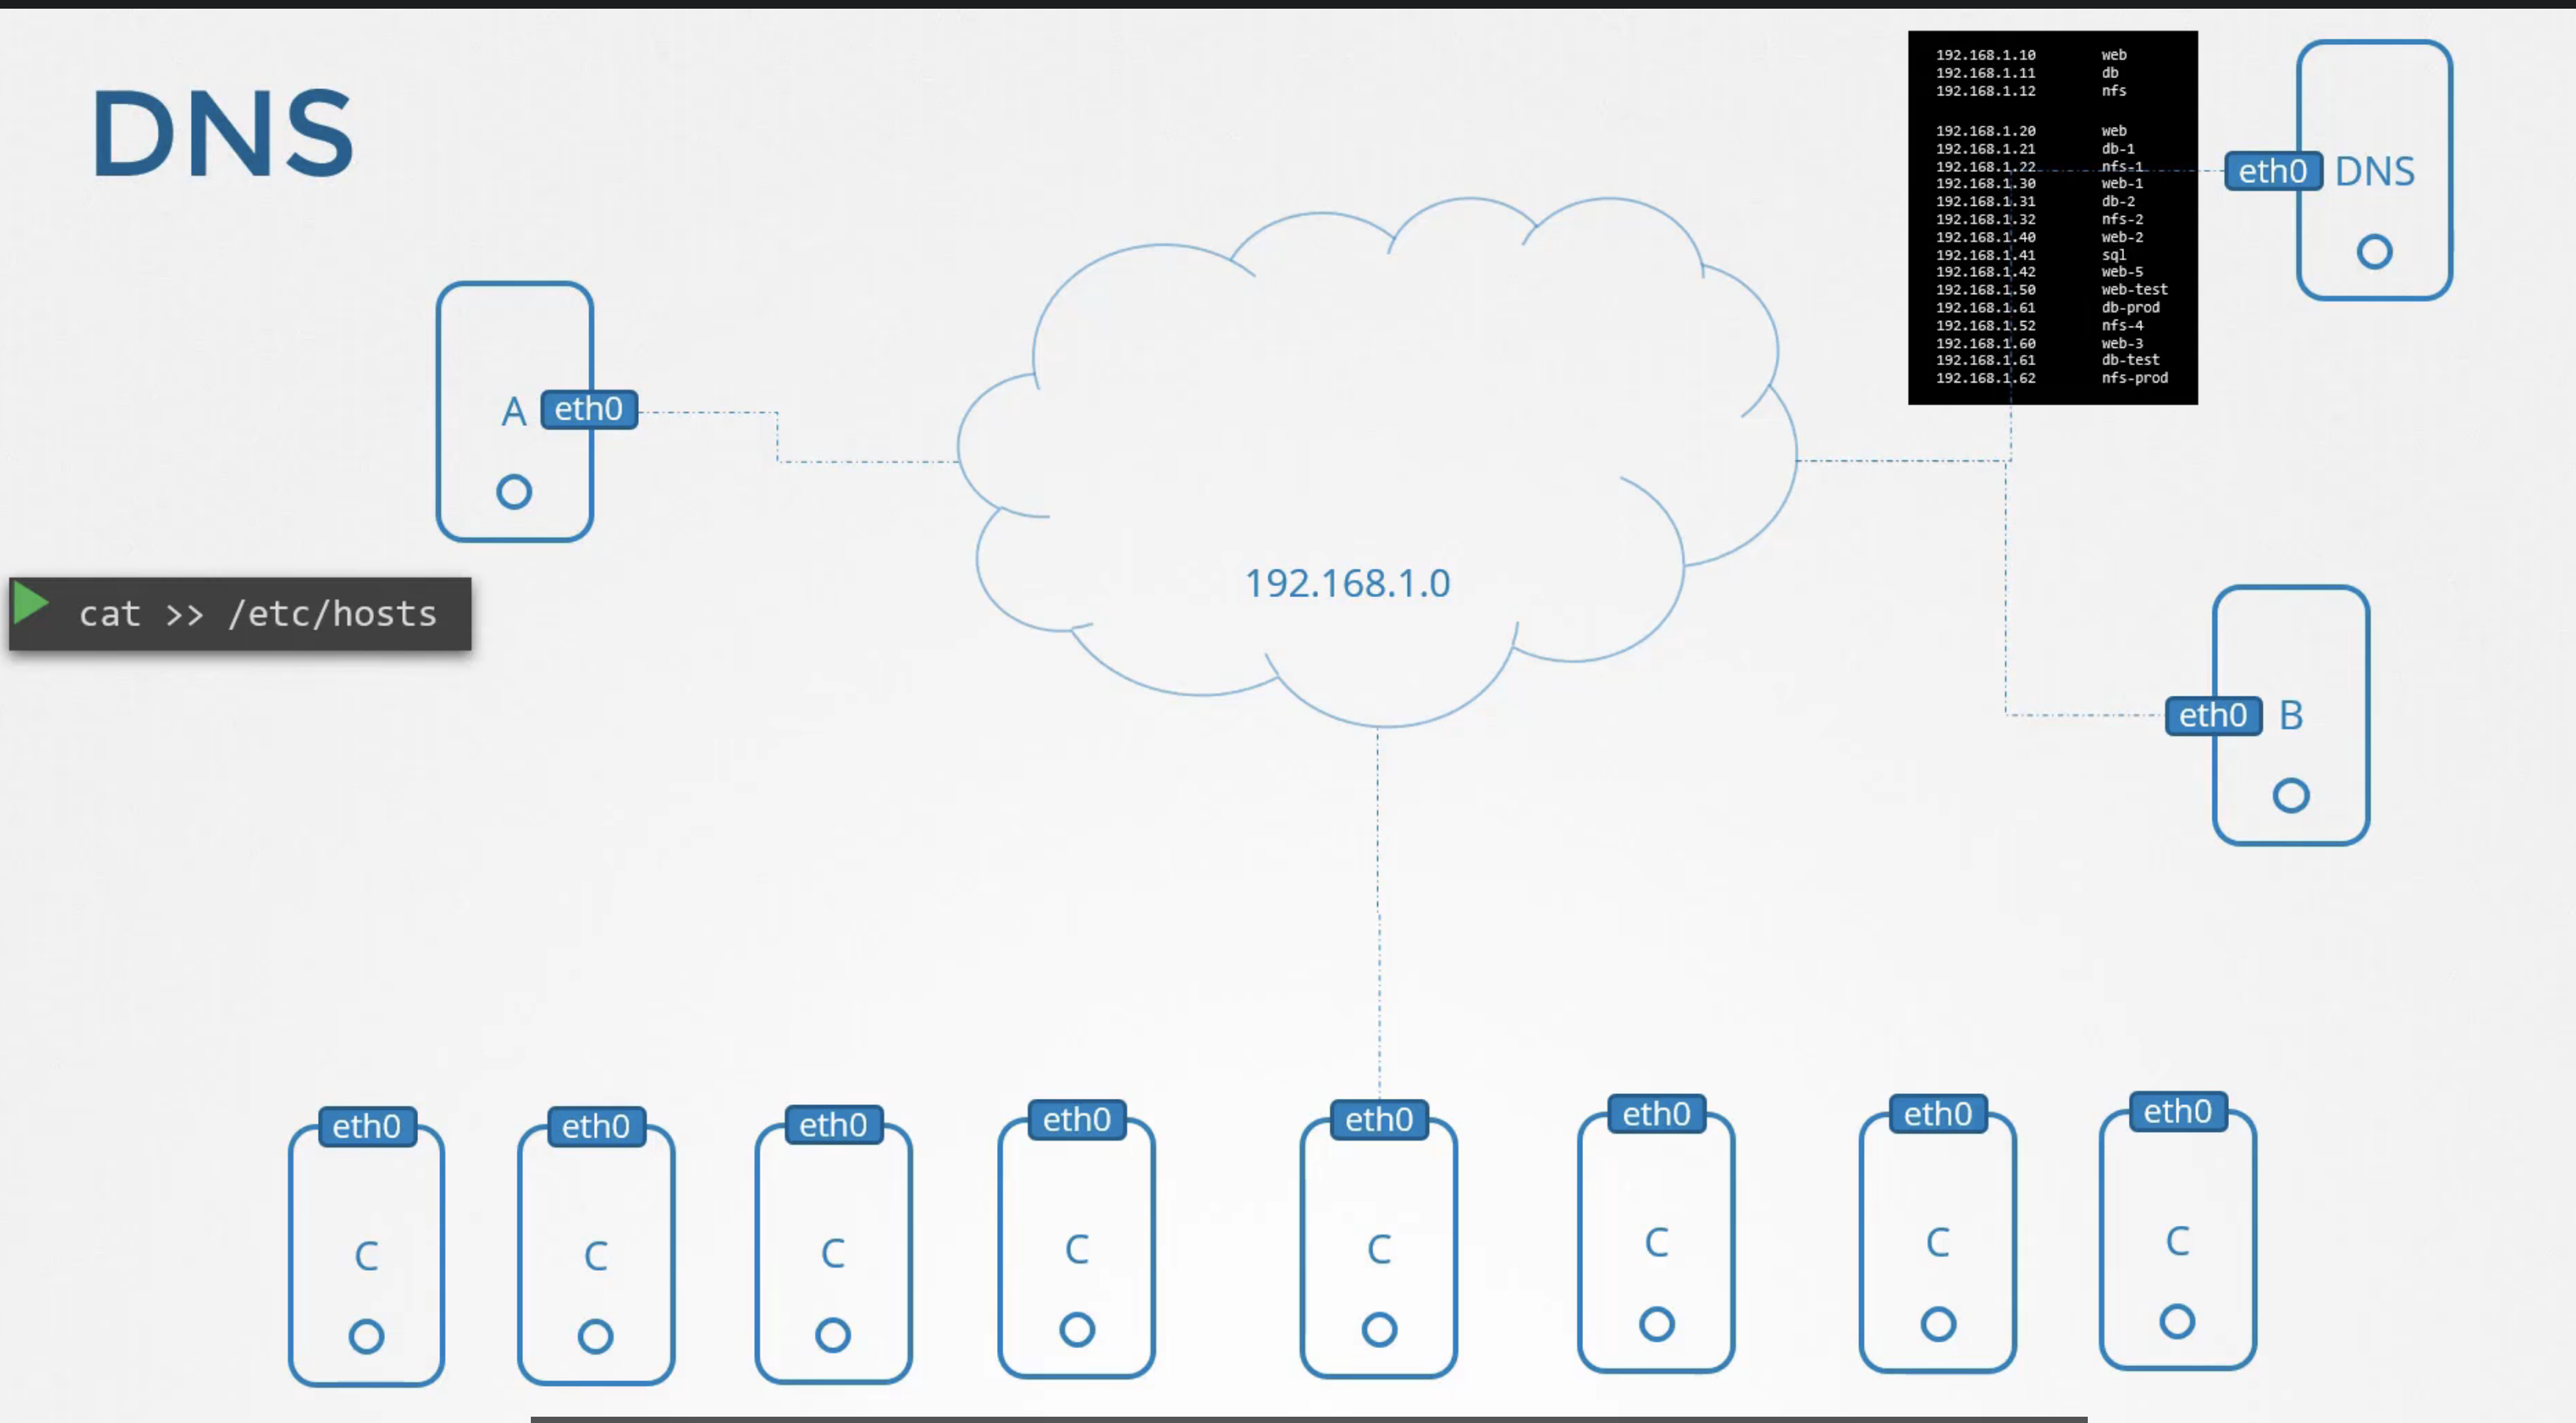 DNS
192.168.1.10 web
192.168.1.11 db
192.168.1.12 nfs
192.168.1.20 web
192.168.1.21 db-1
192.168.1.22 nfs-1
192.168.1.30 web-1
192.168.1.31 db-2
192.168.1.32 nfs-2
192.168.1.40 web-2
192.168.1.41 sql
192.168.1.42 web-5
192.168.1.50 web-test
192.168.1.61 db-prod
192.168.1.52 nfs-4
192.168.1.60 web-3
192.168.1.61 db-test
192.168.1.62 nfs-prod
eth0 DNS
A eth0
192.168.1.0
cat >> /etc/hosts
eth0 B
eth0 eth0 eth0 eth0 eth0 eth0 eth0 eth0
C C C C C C C C